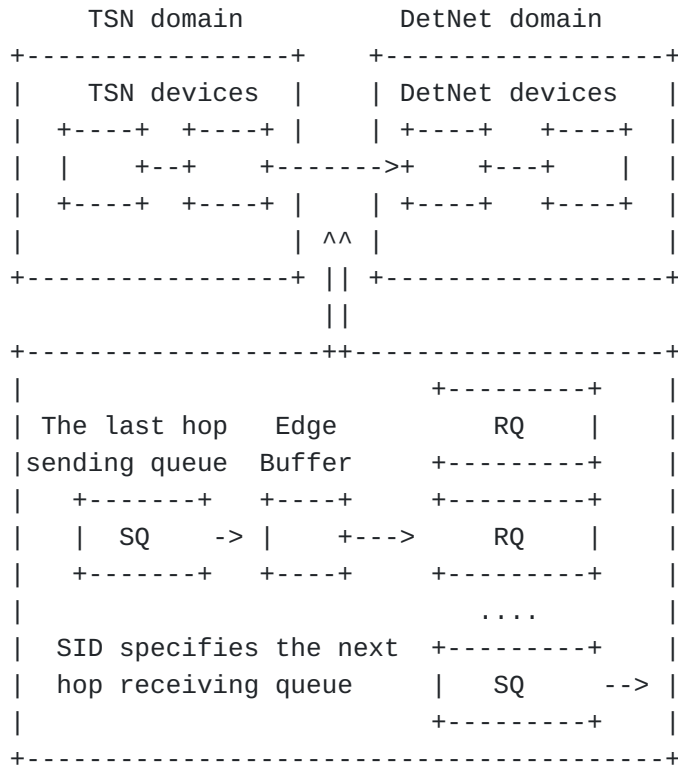 TSN domain DetNet domain
+-----------------+ +-------------------+
| TSN devices | | DetNet devices |
| +----+ +----+ | | +----+ +----+ |
| | +--+ +------->+ +---+ | |
| +----+ +----+ | | +----+ +----+ |
| | ^^ | |
+-----------------+ || +-------------------+
||
+-------------------++--------------------+
| +---------+ |
| The last hop Edge RQ | |
|sending queue Buffer +---------+ |
| +-------+ +----+ +---------+ |
| | SQ -> | +---> RQ | |
| +-------+ +----+ +---------+ |
| .... |
| SID specifies the next +---------+ |
| hop receiving queue | SQ --> |
| +---------+ |
+-----------------------------------------+